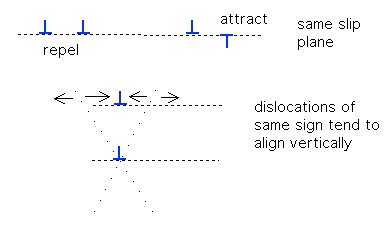 attract
same slip
plane
repel
dislocations of
same sign tend to
align vertically